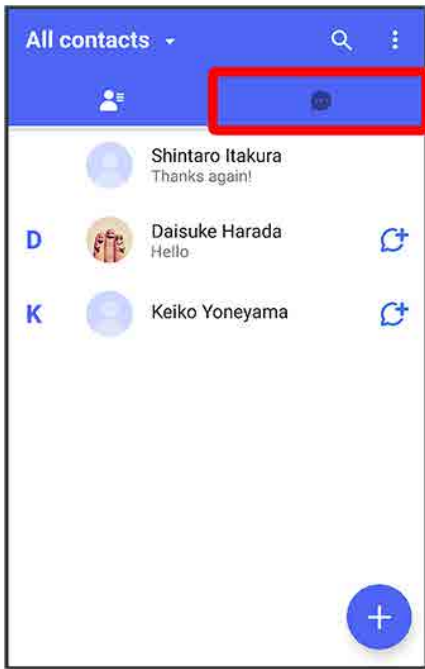 All contacts
Shintaro Itakura
Thanks again!
D
Daisuke Harada
Hello
K
Keiko Yoneyama